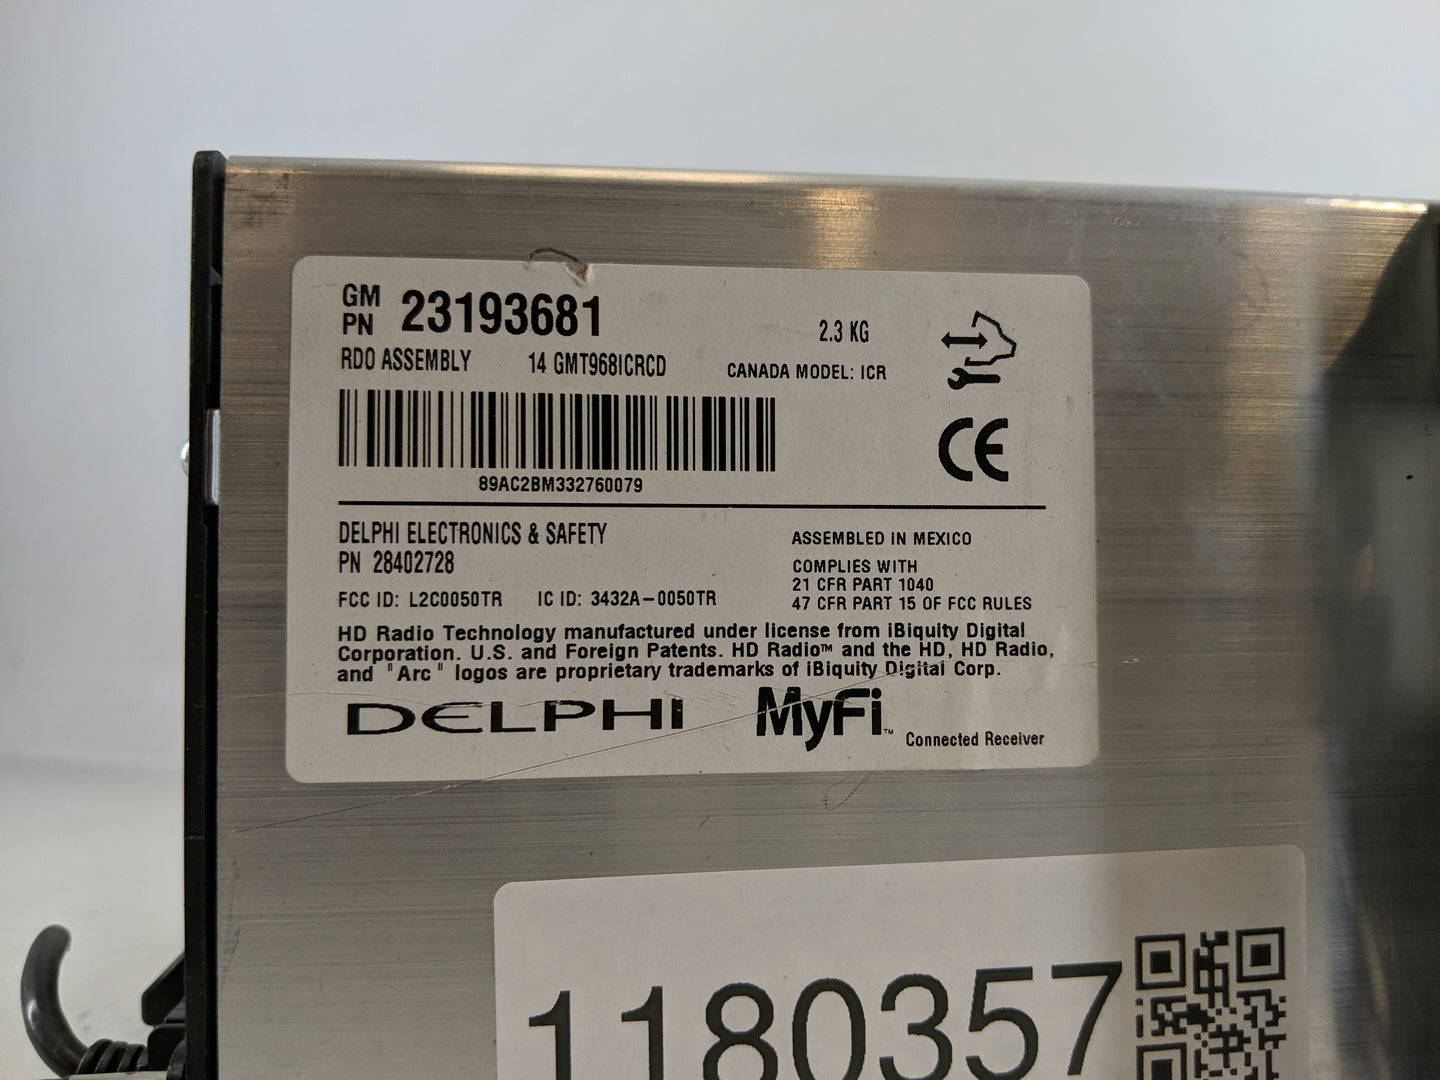 GM PN 23193681
2.3 KG
RDO ASSEMBLY 14 GMT968ICRCD CANADA MODEL: ICR
CE
89AC2BM332760079
DELPHI ELECTRONICS & SAFETY
PN 28402728
FCC ID: L2C0050TR IC ID: 3432A-0050TR
ASSEMBLED IN MEXICO
COMPLIES WITH
21 CFR PART 1040
47 CFR PART 15 OF FCC RULES
HD Radio Technology manufactured under license from iBiquity Digital
Corporation. U.S. and Foreign Patents. HD Radio™ and the HD, HD Radio,
and "Arc" logos are proprietary trademarks of iBiquity Digital Corp.
DELPHI MyFi™ Connected Receiver
1180357